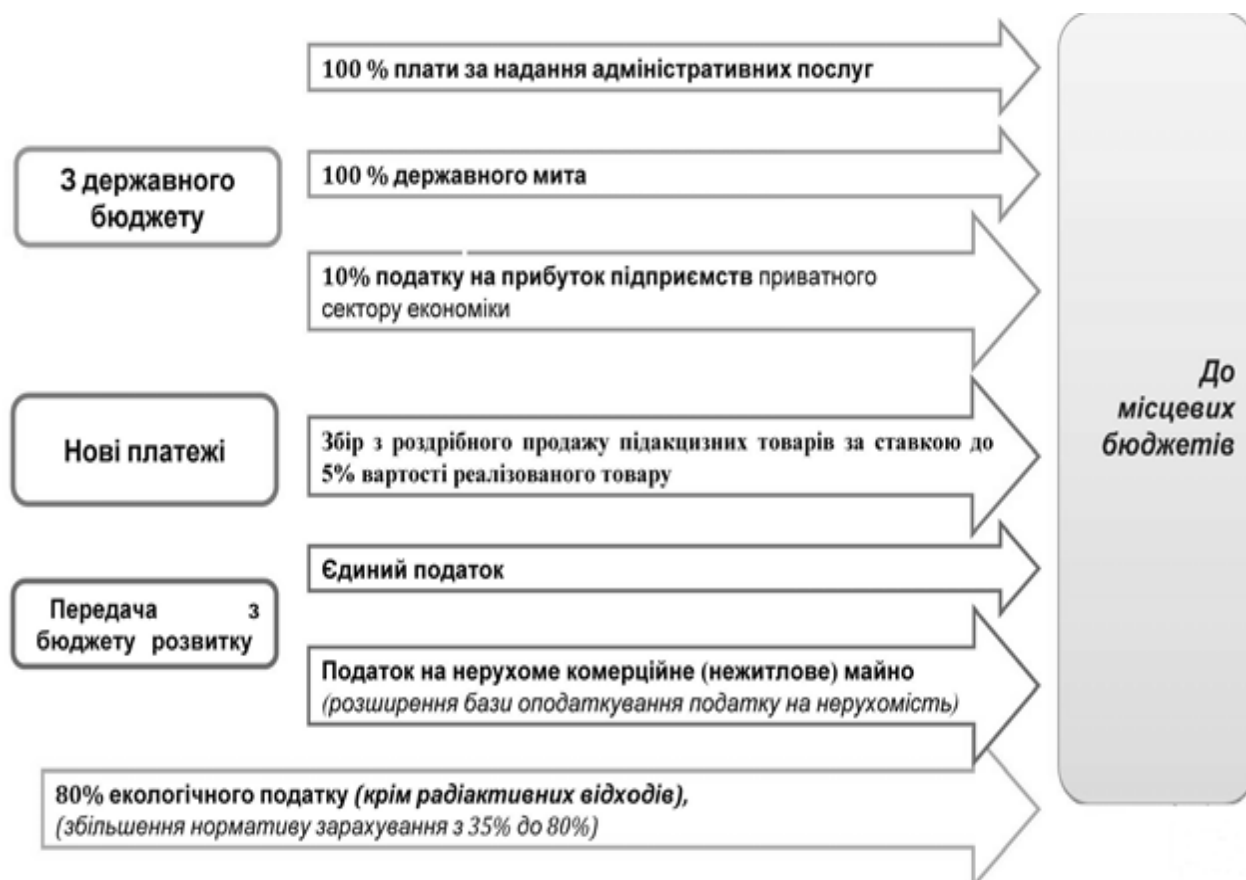 100 % плати за надання адміністративних послуг
З державного
бюджету
100 % державного мита
10% податку на прибуток підприємств приватного
сектору економіки
Нові платежі
Збір з роздрібного продажу підакцизних товарів за ставкою до
5% вартості реалізованого товару
До
місцевих
бюджетів
Єдиний податок
Передача з
бюджету розвитку
Податок на нерухоме комерційне (нежитлове) майно
(розширення бази оподаткування податку на нерухомість)
80% екологічного податку (крім радіактивних відходів),
(збільшення нормативу зарахування з 35% до 80%)